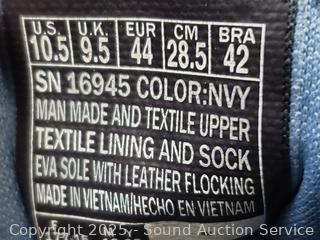 U.S. U.K. EUR CM BRA
10.5 9.5 44 28.5 42
SN 16945 COLOR:NVY
MAN MADE AND TEXTILE UPPER
TEXTILE LINING AND SOCK
EVA SOLE WITH LEATHER FLOCKING
MADE IN VIETNAM/HECHO EN VIETNAM
Copyright 2025 - Sound Auction Service